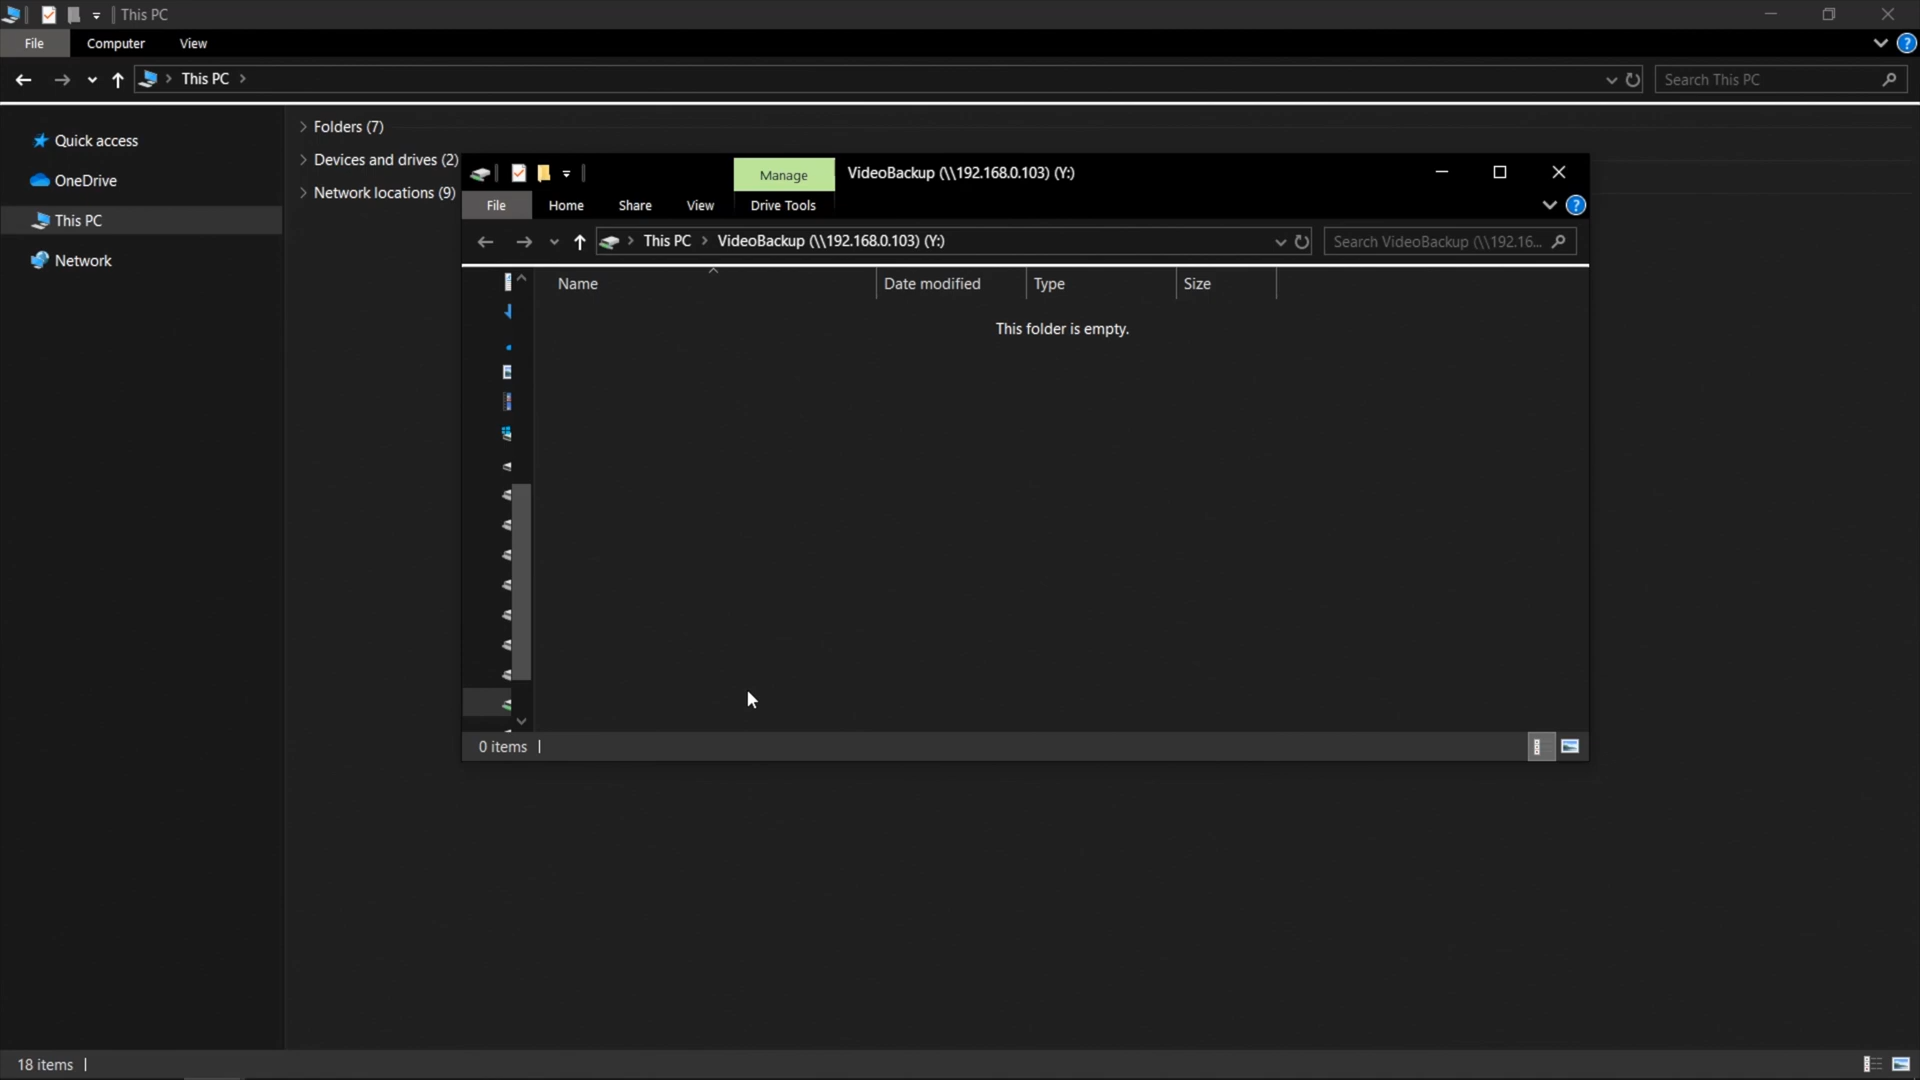 This PC
File Computer View ?
This PC Search This PC
Quick access
OneDrive
This PC
Network
Folders (7)
Devices and drives (2)
Network locations (9)
Manage VideoBackup (\\192.168.0.103) (Y:)
File Home Share View Drive Tools ?
This PC VideoBackup (\\192.168.0.103) (Y:) Search VideoBackup (\\192.16...
Name Date modified Type Size
This folder is empty.
0 items
18 items